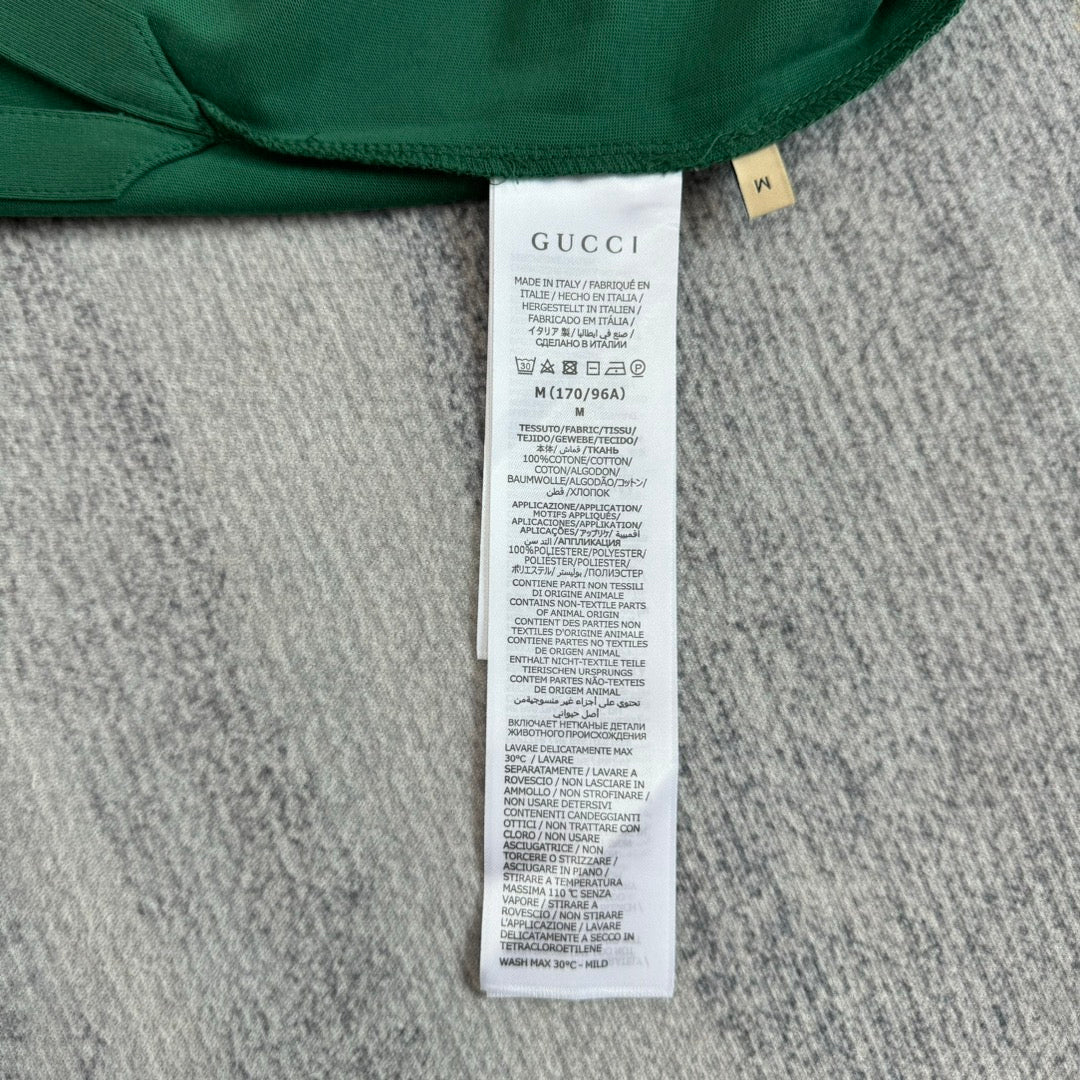 M
GUCCI
MADE IN ITALY / FABRIQUÉ EN
ITALIE / HECHO EN ITALIA /
HERGESTELLT IN ITALIEN /
FABRICADO EM ITÁLIA /
イタリア 製 / صنع في ايطاليا /
СДЕЛАНО В ИТАЛИИ
30 P
M (170/96A)
M
TESSUTO/FABRIC/TISSU/
TEJIDO/GEWEBE/TECIDO/
本体/ قماش /ТКАНЬ
100%COTONE/COTTON/
COTON/ALGODON/
BAUMWOLLE/ALGODÃO/コットン/
قطن /ХЛОПОК
APPLICAZIONE/APPLICATION/
MOTIFS APPLIQUÉS/
APLICACIONES/APPLIKATION/
APLICAÇÕES/アップリケ/
/АППЛИКАЦИЯ
100%POLIESTERE/POLYESTER/
POLIÉSTER/POLIESTER/
ポリエステル/ بوليستر /ПОЛИЭСТЕР
CONTIENE PARTI NON TESSILI
DI ORIGINE ANIMALE
CONTAINS NON-TEXTILE PARTS
OF ANIMAL ORIGIN
CONTIENT DES PARTIES NON
TEXTILES D'ORIGINE ANIMALE
CONTIENE PARTES NO TEXTILES
DE ORIGEN ANIMAL
ENTHALT NICHT-TEXTILE TEILE
TIERISCHEN URSPRUNGS
CONTEM PARTES NÃO-TEXTEIS
DE ORIGEM ANIMAL
تحتوي على أجزاء غير منسوجيةمن
أصل حيواني
ВКЛЮЧАЕТ НЕТКАНЫЕ ДЕТАЛИ
ЖИВОТНОГО ПРОИСХОЖДЕНИЯ
LAVARE DELICATAMENTE MAX
30°C / LAVARE
SEPARATAMENTE / LAVARE A
ROVESCIO / NON LASCIARE IN
AMMOLLO / NON STROFINARE /
NON USARE DETERSIVI
CONTENENTI CANDEGGIANTI
OTTICI / NON TRATTARE CON
CLORO / NON USARE
ASCIUGATRICE / NON
TORCERE O STRIZZARE /
ASCIUGARE IN PIANO /
STIRARE A TEMPERATURA
MASSIMA 110 ℃ SENZA
VAPORE / STIRARE A
ROVESCIO / NON STIRARE
L'APPLICAZIONE / LAVARE
DELICATAMENTE A SECCO IN
TETRACLOROETILENE
WASH MAX 30°C - MILD